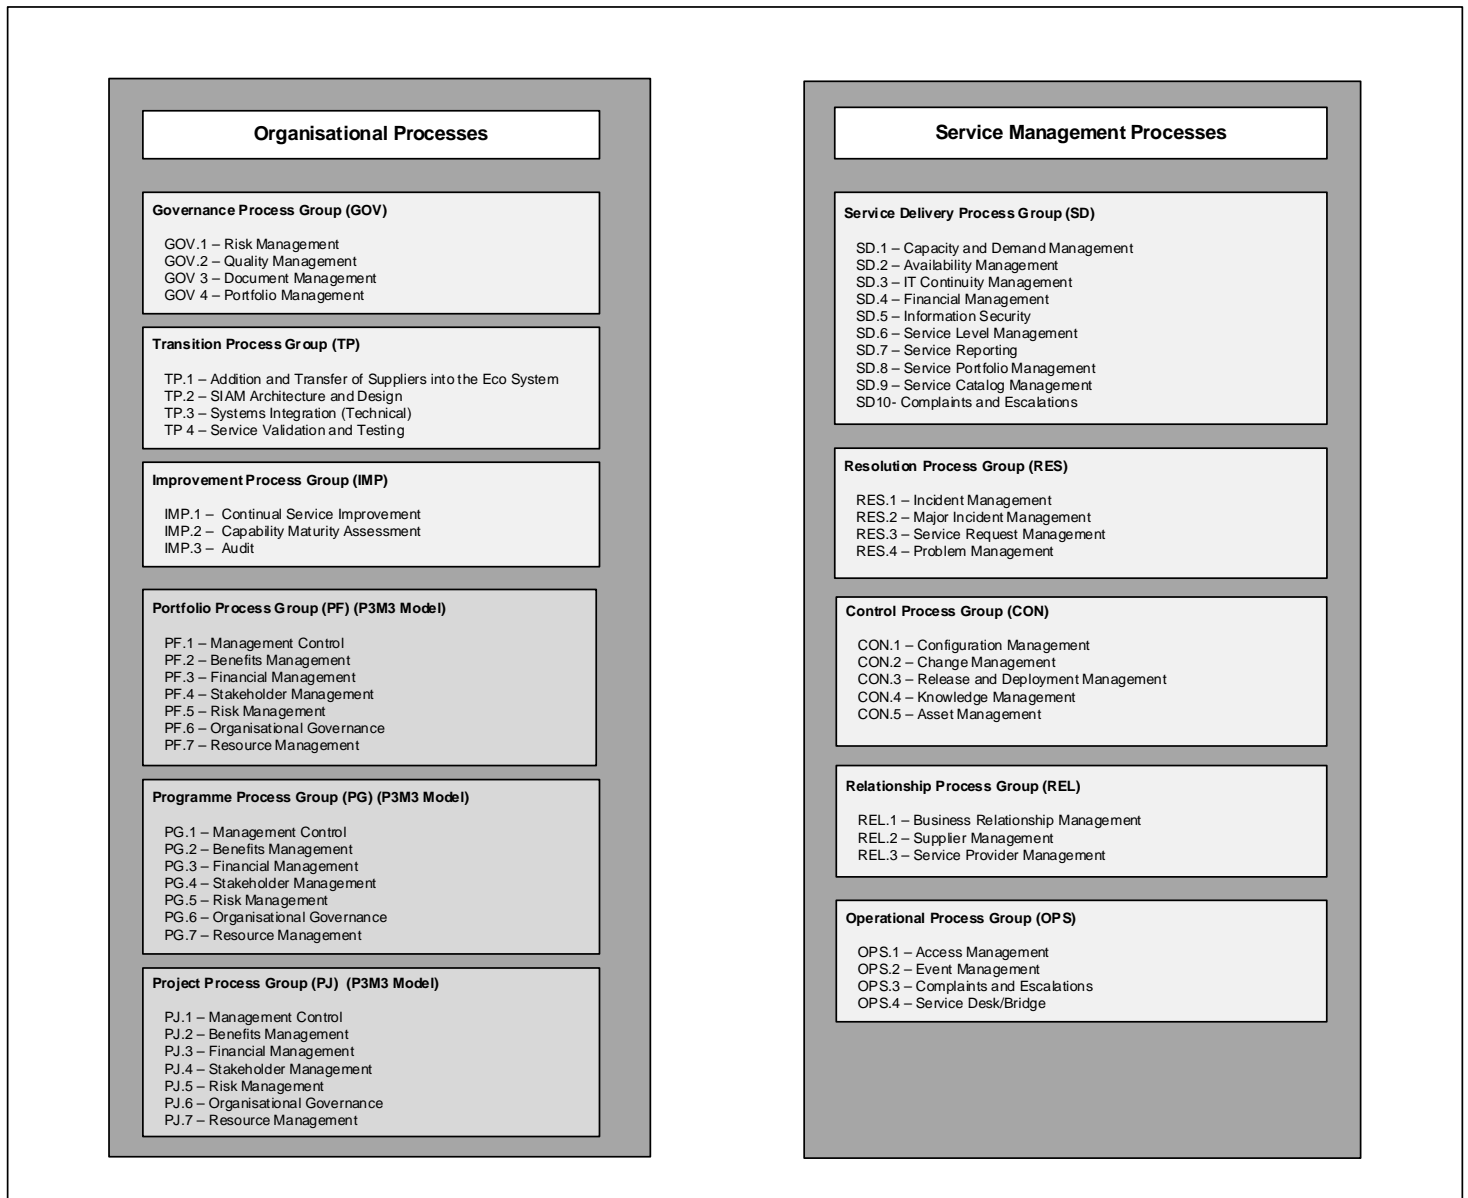 Organisational Processes
Governance Process Group (GOV)
GOV.1 – Risk Management
GOV.2 – Quality Management
GOV 3 – Document Management
GOV 4 – Portfolio Management
Transition Process Group (TP)
TP.1 – Addition and Transfer of Suppliers into the Eco System
TP.2 – SIAM Architecture and Design
TP.3 – Systems Integration (Technical)
TP 4 – Service Validation and Testing
Improvement Process Group (IMP)
IMP.1 – Continual Service Improvement
IMP.2 – Capability Maturity Assessment
IMP.3 – Audit
Portfolio Process Group (PF) (P3M3 Model)
PF.1 – Management Control
PF.2 – Benefits Management
PF.3 – Financial Management
PF.4 – Stakeholder Management
PF.5 – Risk Management
PF.6 – Organisational Governance
PF.7 – Resource Management
Programme Process Group (PG) (P3M3 Model)
PG.1 – Management Control
PG.2 – Benefits Management
PG.3 – Financial Management
PG.4 – Stakeholder Management
PG.5 – Risk Management
PG.6 – Organisational Governance
PG.7 – Resource Management
Project Process Group (PJ) (P3M3 Model)
PJ.1 – Management Control
PJ.2 – Benefits Management
PJ.3 – Financial Management
PJ.4 – Stakeholder Management
PJ.5 – Risk Management
PJ.6 – Organisational Governance
PJ.7 – Resource Management
Service Management Processes
Service Delivery Process Group (SD)
SD.1 – Capacity and Demand Management
SD.2 – Availability Management
SD.3 – IT Continuity Management
SD.4 – Financial Management
SD.5 – Information Security
SD.6 – Service Level Management
SD.7 – Service Reporting
SD.8 – Service Portfolio Management
SD.9 – Service Catalog Management
SD10- Complaints and Escalations
Resolution Process Group (RES)
RES.1 – Incident Management
RES.2 – Major Incident Management
RES.3 – Service Request Management
RES.4 – Problem Management
Control Process Group (CON)
CON.1 – Configuration Management
CON.2 – Change Management
CON.3 – Release and Deployment Management
CON.4 – Knowledge Management
CON.5 – Asset Management
Relationship Process Group (REL)
REL.1 – Business Relationship Management
REL.2 – Supplier Management
REL.3 – Service Provider Management
Operational Process Group (OPS)
OPS.1 – Access Management
OPS.2 – Event Management
OPS.3 – Complaints and Escalations
OPS.4 – Service Desk/Bridge